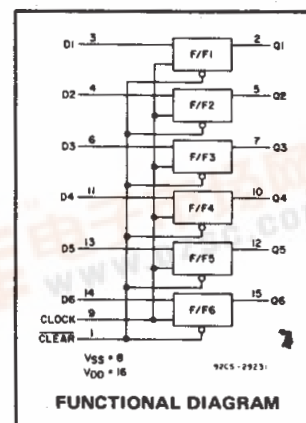 D1 3 F/F1 2 Q1
D2 4 F/F2 5 Q2
D3 6 F/F3 7 Q3
D4 11 F/F4 10 Q4
D5 13 F/F5 12 Q5
D6 14 F/F6 15 Q6
CLOCK 9
CLEAR 1
VSS = 8
VDD = 16
92CS-29231
FUNCTIONAL DIAGRAM